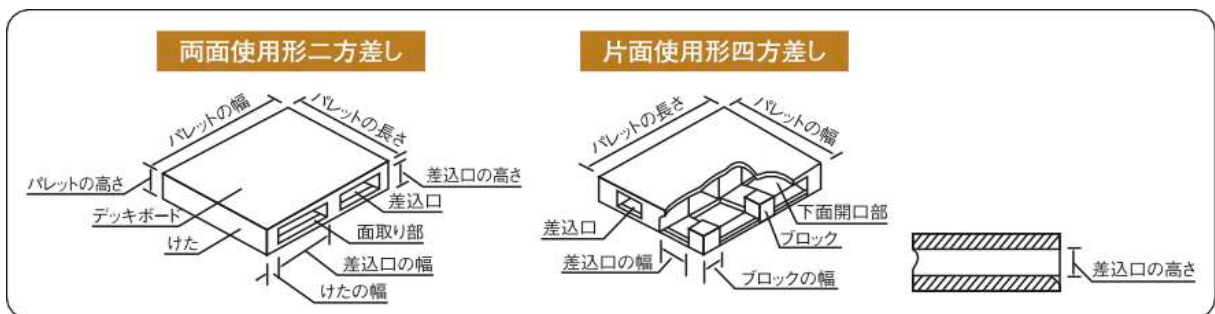 両面使用形二方差し
パレットの幅
パレットの長さ
パレットの高さ
差込口の高さ
差込口
デッキボード
面取り部
けた
差込口の幅
けたの幅
片面使用形四方差し
パレットの長さ
パレットの幅
差込口
下面開口部
ブロック
差込口の幅
ブロックの幅
差込口の高さ